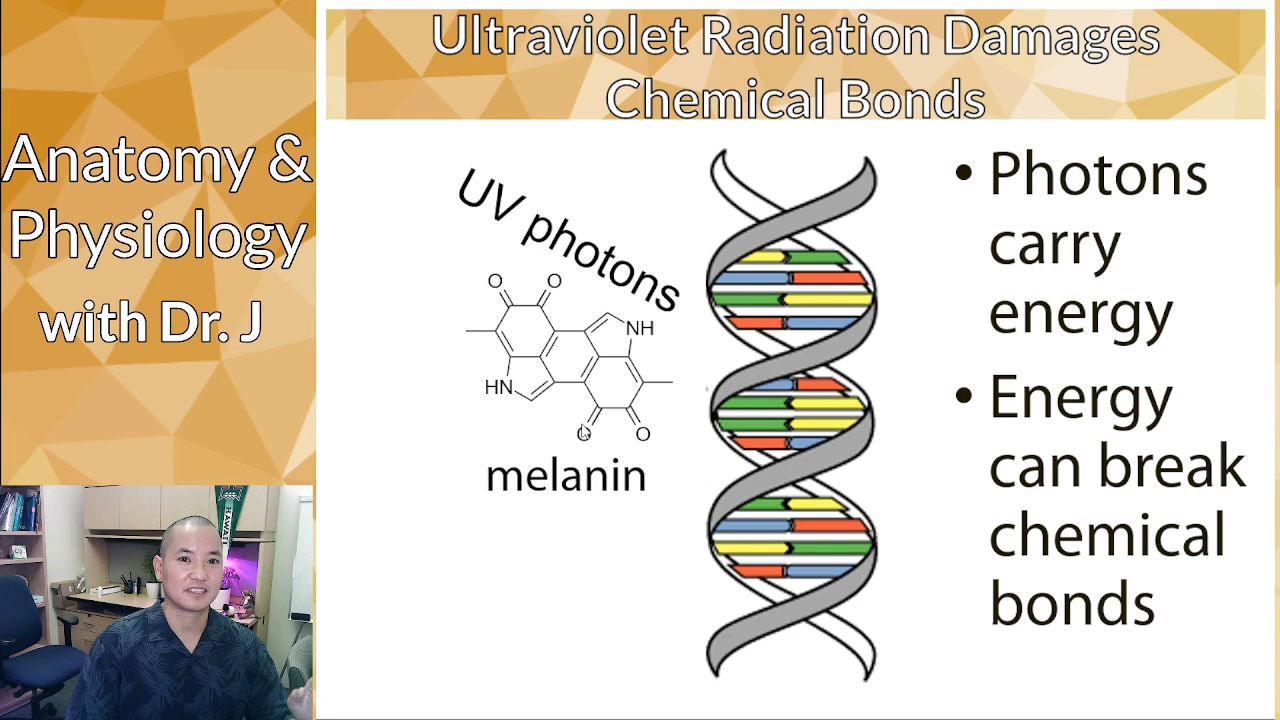 Anatomy &
Physiology
with Dr. J
HAWAII
Ultraviolet Radiation Damages
Chemical Bonds
UV photons
O
O
NH
HN
O
O
melanin
• Photons
carry
energy
• Energy
can break
chemical
bonds